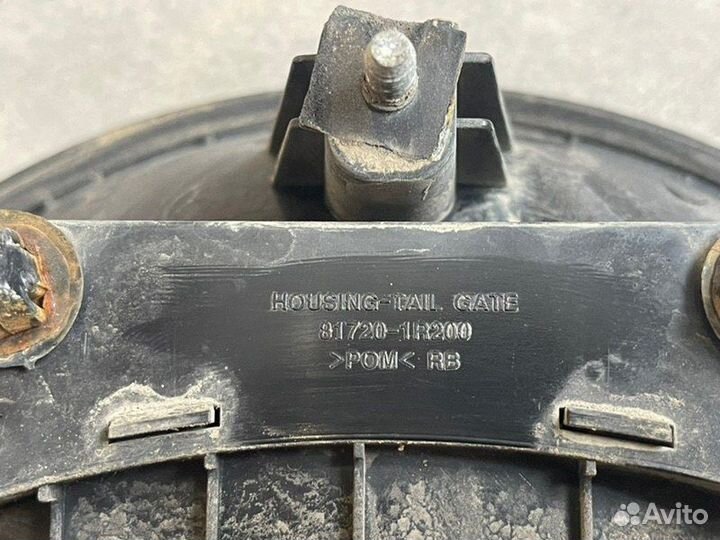 HOUSING-TAIL GATE
81720-1R200
>POM< RB
Avito